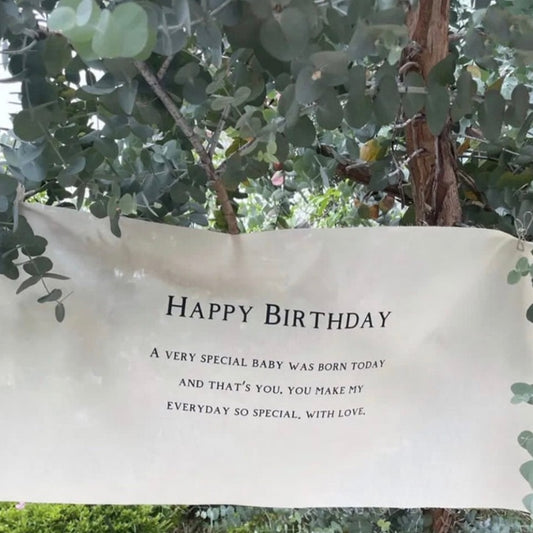 Happy Birthday
A very special baby was born today
and that's you. You make my
everyday so special, with love.